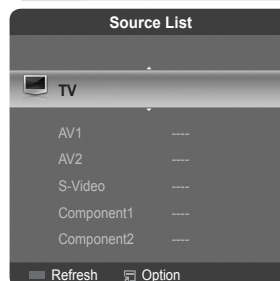 Source List
TV
AV1 ----
AV2 ----
S-Video ----
Component1 ----
Component2 ----
Refresh Option